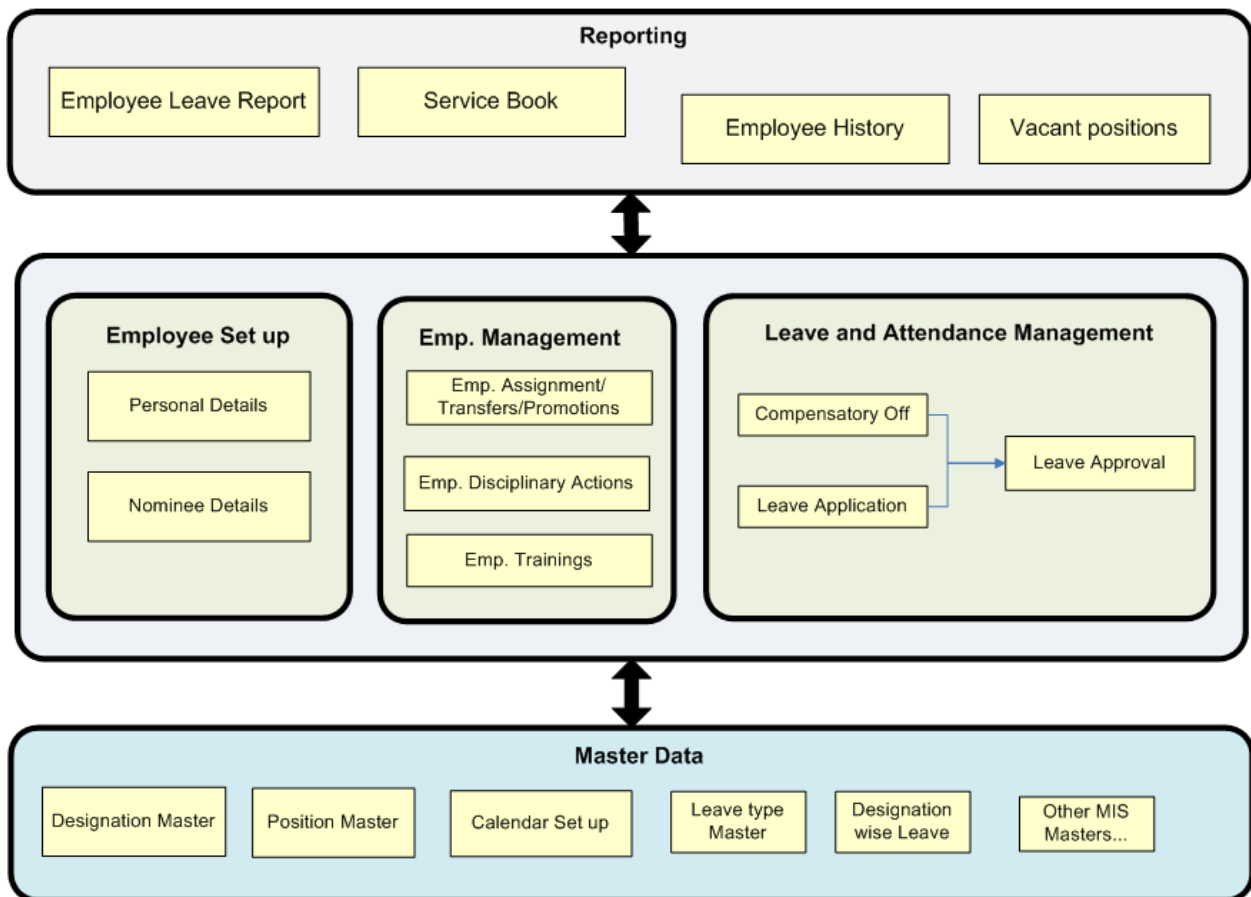 Reporting
Employee Leave Report
Service Book
Employee History
Vacant positions
Employee Set up
Personal Details
Nominee Details
Emp. Management
Emp. Assignment/
Transfers/Promotions
Emp. Disciplinary Actions
Emp. Trainings
Leave and Attendance Management
Compensatory Off
Leave Application
Leave Approval
Master Data
Designation Master
Position Master
Calendar Set up
Leave type
Master
Designation
wise Leave
Other MIS
Masters...